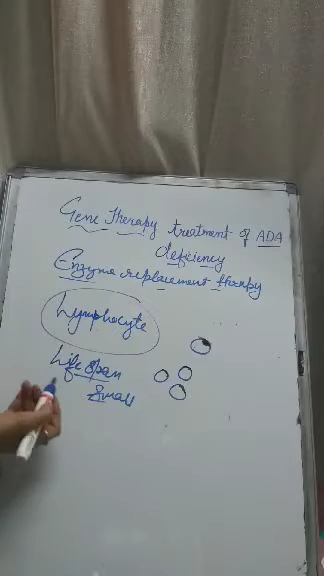 Gene Therapy treatment of ADA
deficiency
Enzyme replacement therapy
Lymphocyte
Life Span
Small